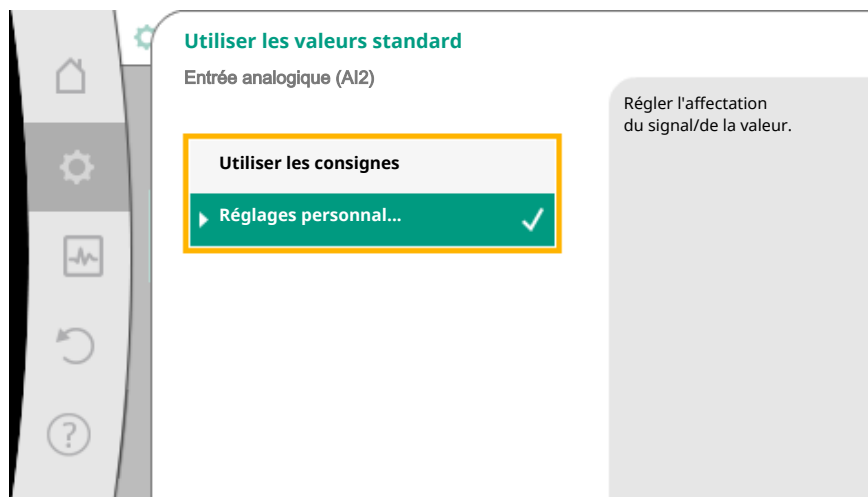 Utiliser les valeurs standard
Entrée analogique (AI2)
Régler l'affectation
du signal/de la valeur.
Utiliser les consignes
Réglages personnal...
?